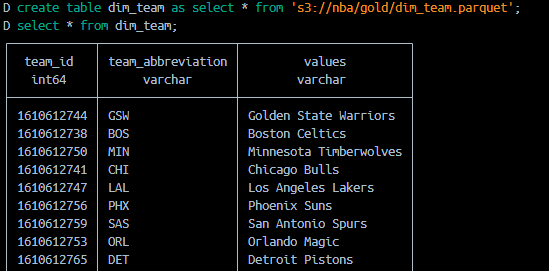 D create table dim_team as select * from 's3://nba/gold/dim_team.parquet';
D select * from dim_team;
team_id team_abbreviation values
int64 varchar varchar
1610612744 GSW Golden State Warriors
1610612738 BOS Boston Celtics
1610612750 MIN Minnesota Timberwolves
1610612741 CHI Chicago Bulls
1610612747 LAL Los Angeles Lakers
1610612756 PHX Phoenix Suns
1610612759 SAS San Antonio Spurs
1610612753 ORL Orlando Magic
1610612765 DET Detroit Pistons